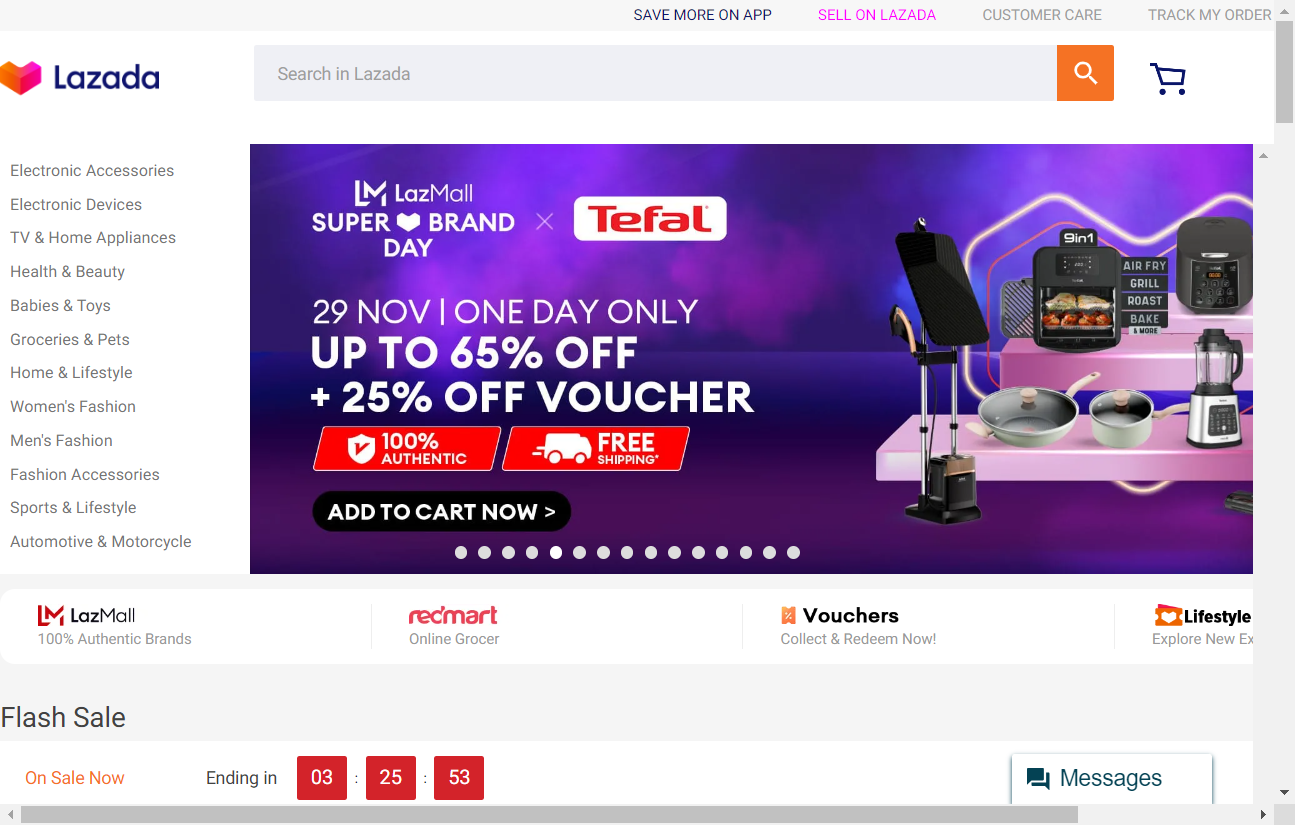 SAVE MORE ON APP
SELL ON LAZADA
CUSTOMER CARE
TRACK MY ORDER
Lazada
Search in Lazada
Electronic Accessories
Electronic Devices
TV & Home Appliances
Health & Beauty
Babies & Toys
Groceries & Pets
Home & Lifestyle
Women's Fashion
Men's Fashion
Fashion Accessories
Sports & Lifestyle
Automotive & Motorcycle
LazMall
SUPER BRAND
DAY
Tefal
29 NOV | ONE DAY ONLY
UP TO 65% OFF
+ 25% OFF VOUCHER
100%
AUTHENTIC
FREE
SHIPPING*
ADD TO CART NOW >
9in1
AIR FRY
GRILL
ROAST
BAKE
& MORE
LazMall
100% Authentic Brands
redmart
Online Grocer
Vouchers
Collect & Redeem Now!
Lifestyle
Explore New Ex
Flash Sale
On Sale Now
Ending in
03 : 25 : 53
Messages